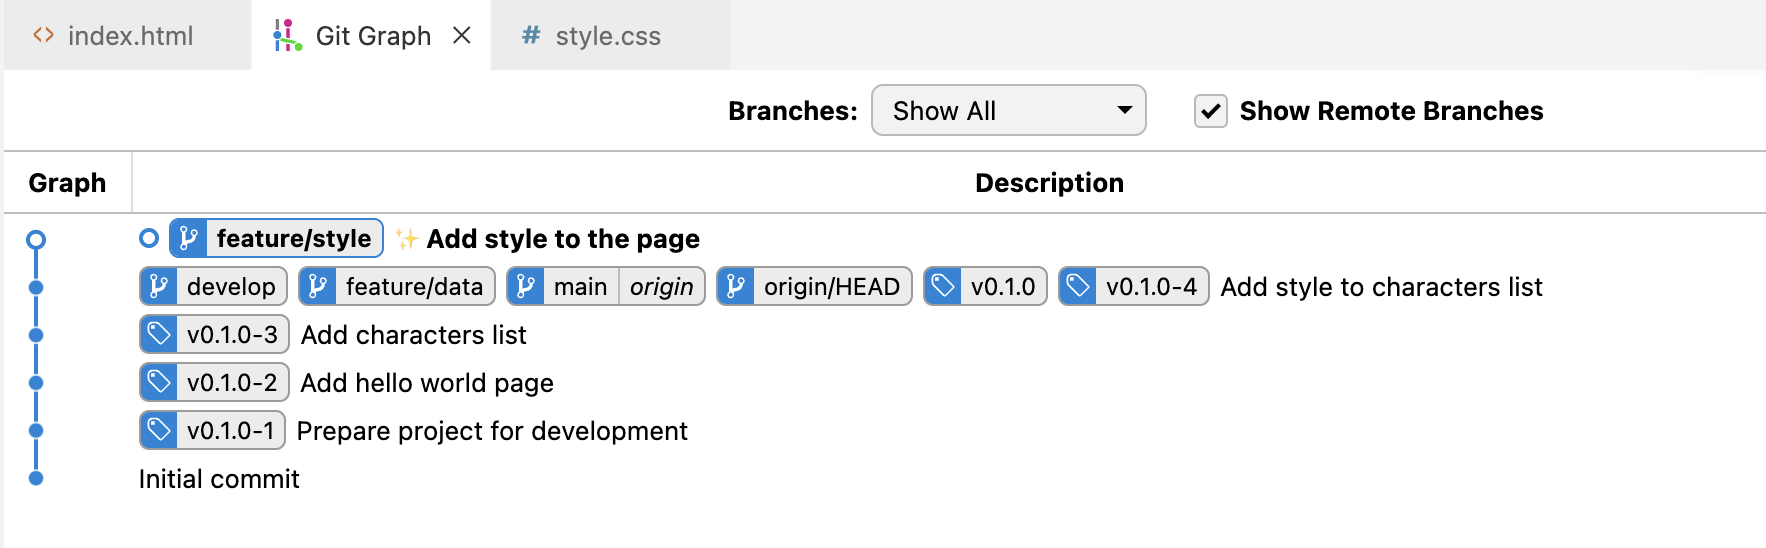 <> index.html Git Graph × # style.css
Branches: Show All Show Remote Branches
Graph Description
feature/style ✨ Add style to the page
develop feature/data main origin origin/HEAD v0.1.0 v0.1.0-4 Add style to characters list
v0.1.0-3 Add characters list
v0.1.0-2 Add hello world page
v0.1.0-1 Prepare project for development
Initial commit